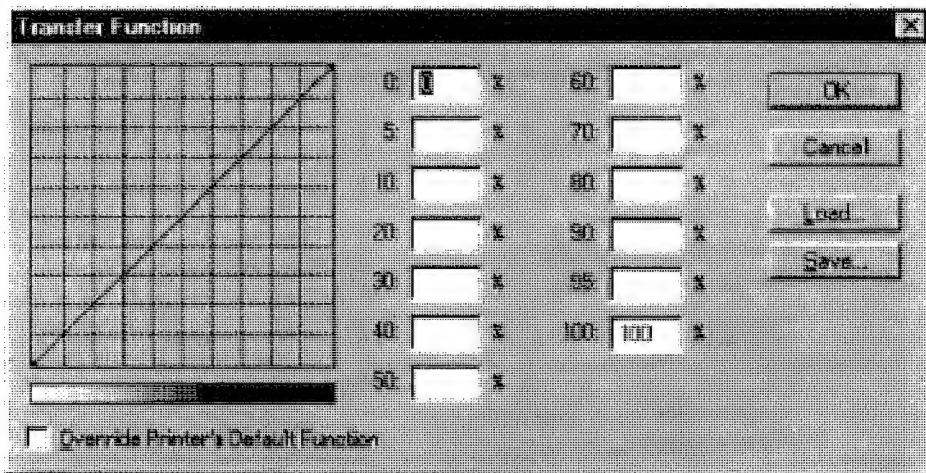 Transfer Function
0: 0 %
5: %
10: %
20: %
30: %
40: %
50: %
60: %
70: %
80: %
90: %
95: %
100: 100 %
OK
Cancel
Load...
Save...
Override Printer's Default Function